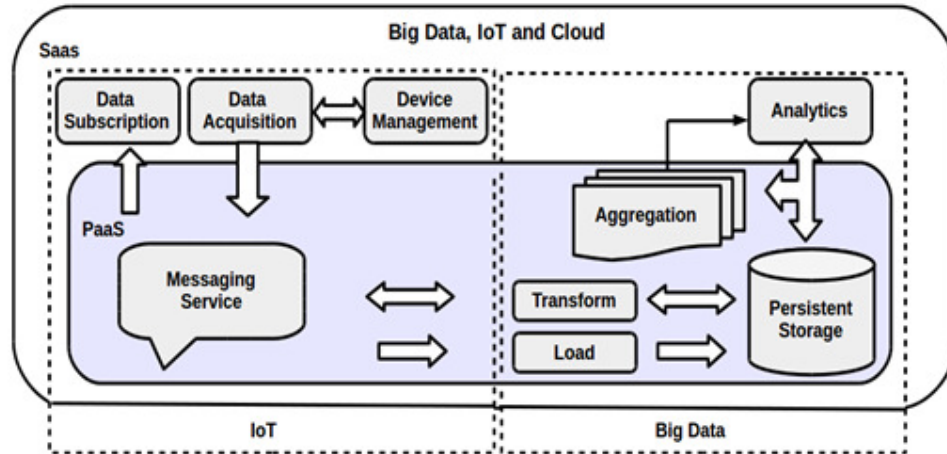 Big Data, IoT and Cloud
Saas
Data
Subscription
Data
Acquisition
Device
Management
Analytics
PaaS
Aggregation
Messaging
Service
Transform
Load
Persistent
Storage
IoT
Big Data